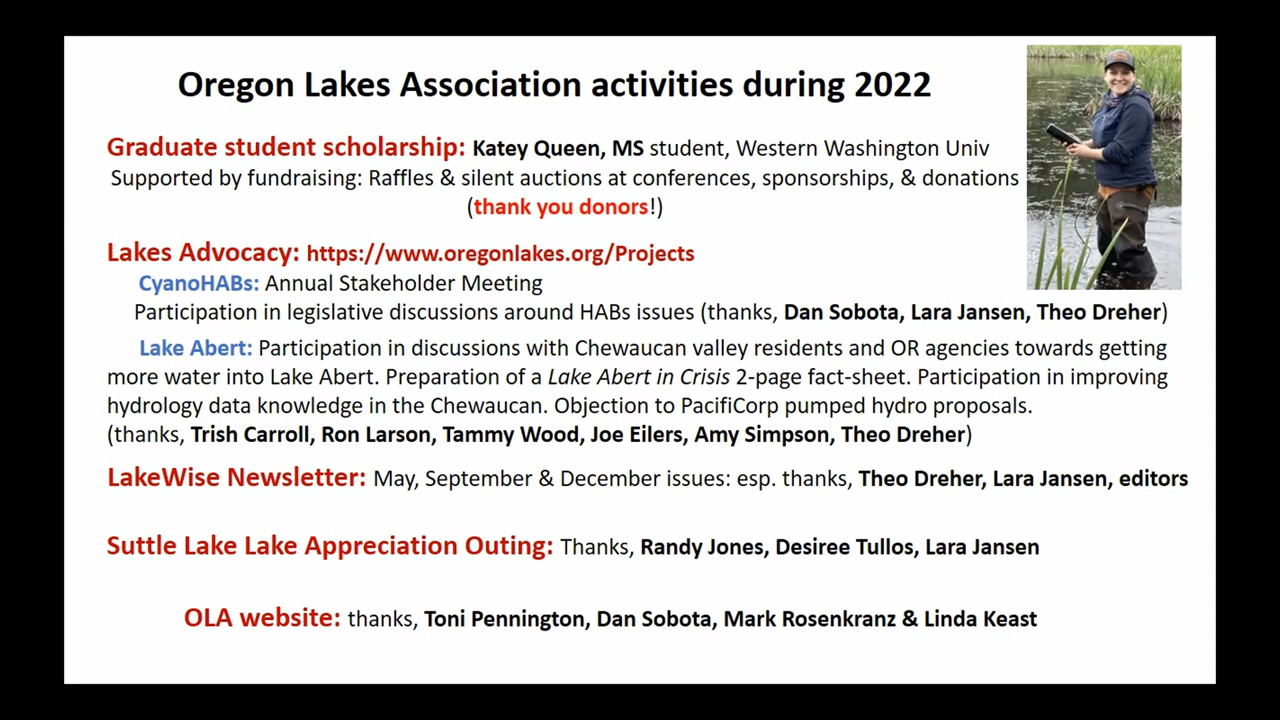 Oregon Lakes Association activities during 2022
Graduate student scholarship: Katey Queen, MS student, Western Washington Univ
Supported by fundraising: Raffles & silent auctions at conferences, sponsorships, & donations
(thank you donors!)
Lakes Advocacy: https://www.oregonlakes.org/Projects
CyanoHABs: Annual Stakeholder Meeting
Participation in legislative discussions around HABs issues (thanks, Dan Sobota, Lara Jansen, Theo Dreher)
Lake Abert: Participation in discussions with Chewaucan valley residents and OR agencies towards getting
more water into Lake Abert. Preparation of a Lake Abert in Crisis 2-page fact-sheet. Participation in improving
hydrology data knowledge in the Chewaucan. Objection to PacifiCorp pumped hydro proposals.
(thanks, Trish Carroll, Ron Larson, Tammy Wood, Joe Eilers, Amy Simpson, Theo Dreher)
LakeWise Newsletter: May, September & December issues: esp. thanks, Theo Dreher, Lara Jansen, editors
Suttle Lake Lake Appreciation Outing: Thanks, Randy Jones, Desiree Tullos, Lara Jansen
OLA website: thanks, Toni Pennington, Dan Sobota, Mark Rosenkranz & Linda Keast